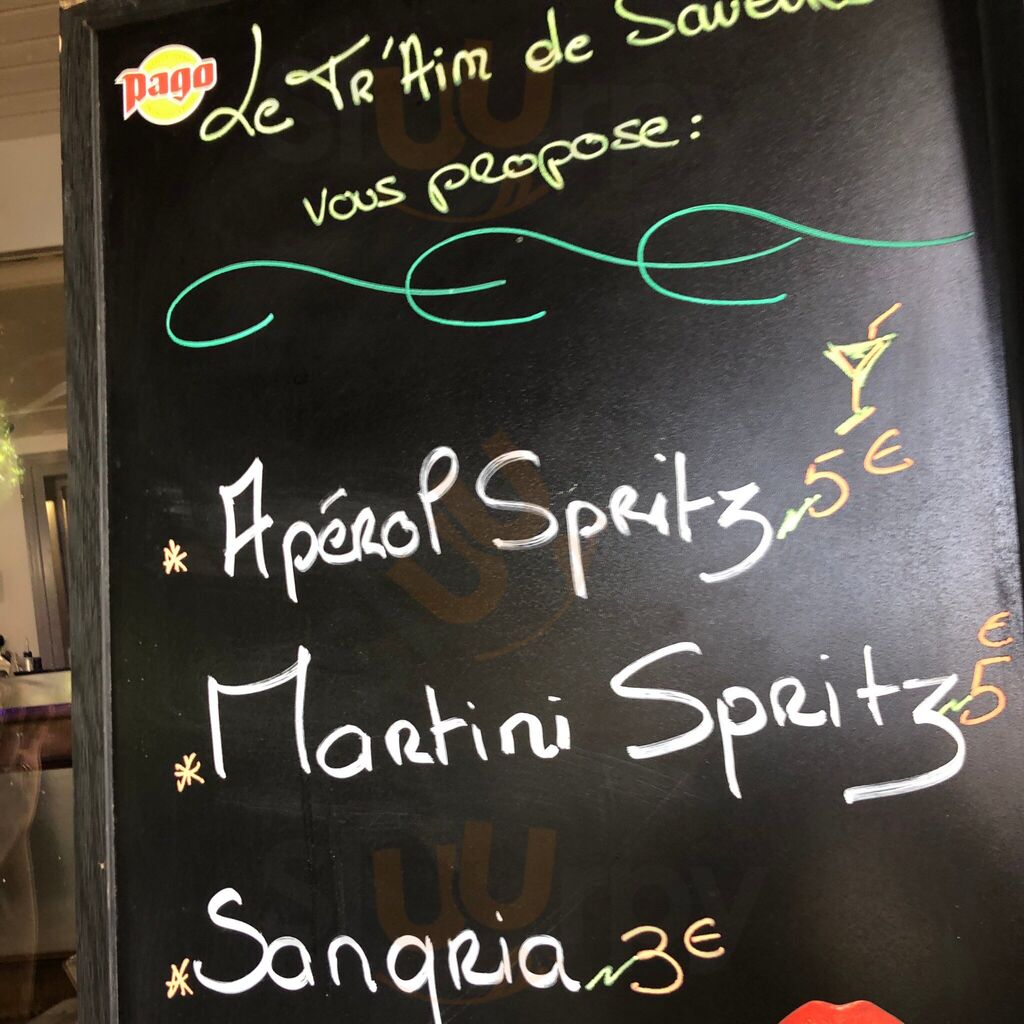 pago
Le Tr'Aim de Saveurs
vous propose:
* Apérol Spritz ~ 5€
* Martini Spritz ~ 5€
* Sangria ~ 3€